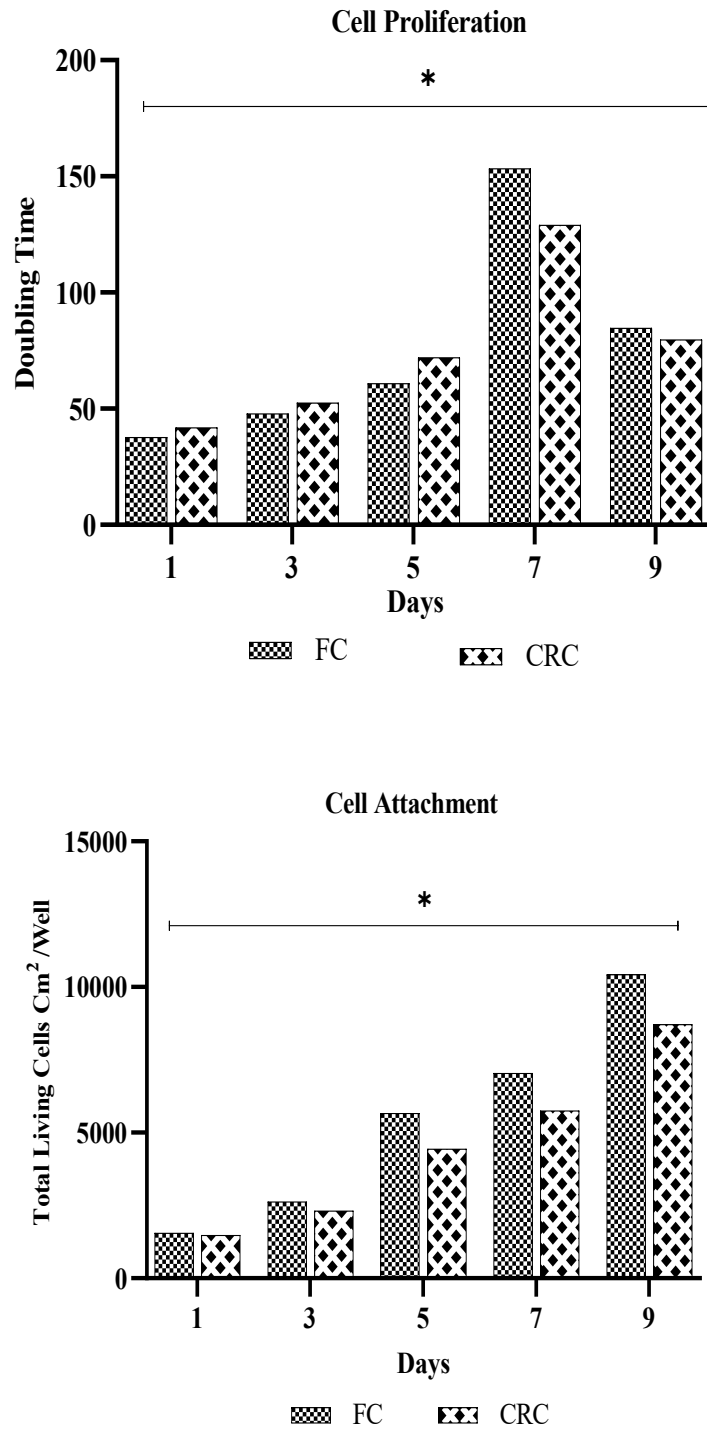 Cell Proliferation
200
*
150
Doubling Time
100
50
0
1 3 5 7 9
Days
FC CRC
Cell Attachment
15000
*
Total Living Cells Cm² /Well
10000
5000
0
1 3 5 7 9
Days
FC CRC